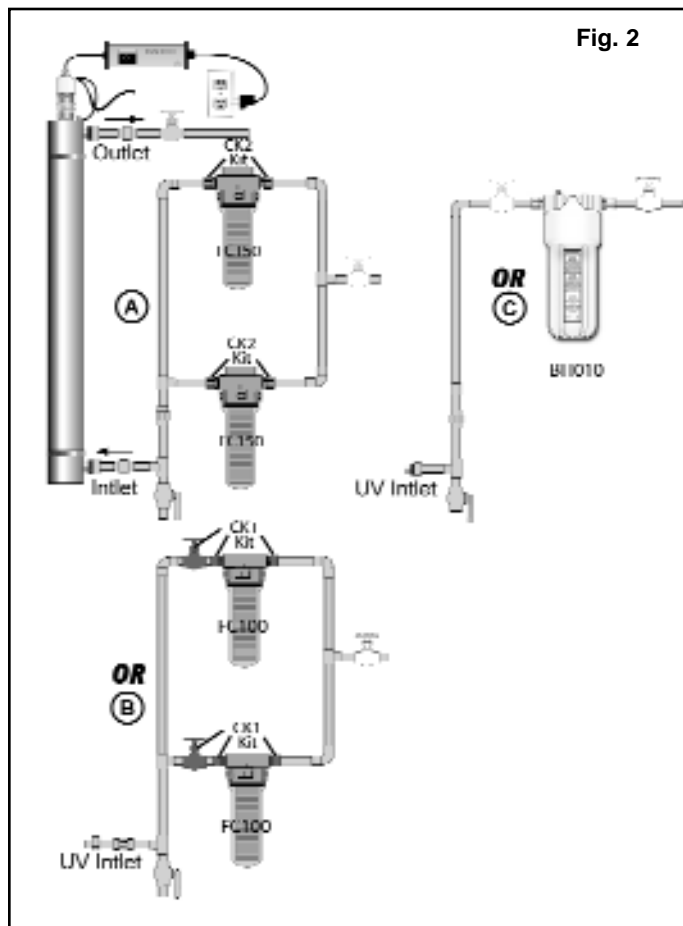 Fig. 2
Outlet
CK2
Kit
A
CK2
Kit
Intlet
OR
C
BH010
UV Intlet
CK1
Kit
FC100
OR
B
CK1
Kit
FC100
UV Intlet